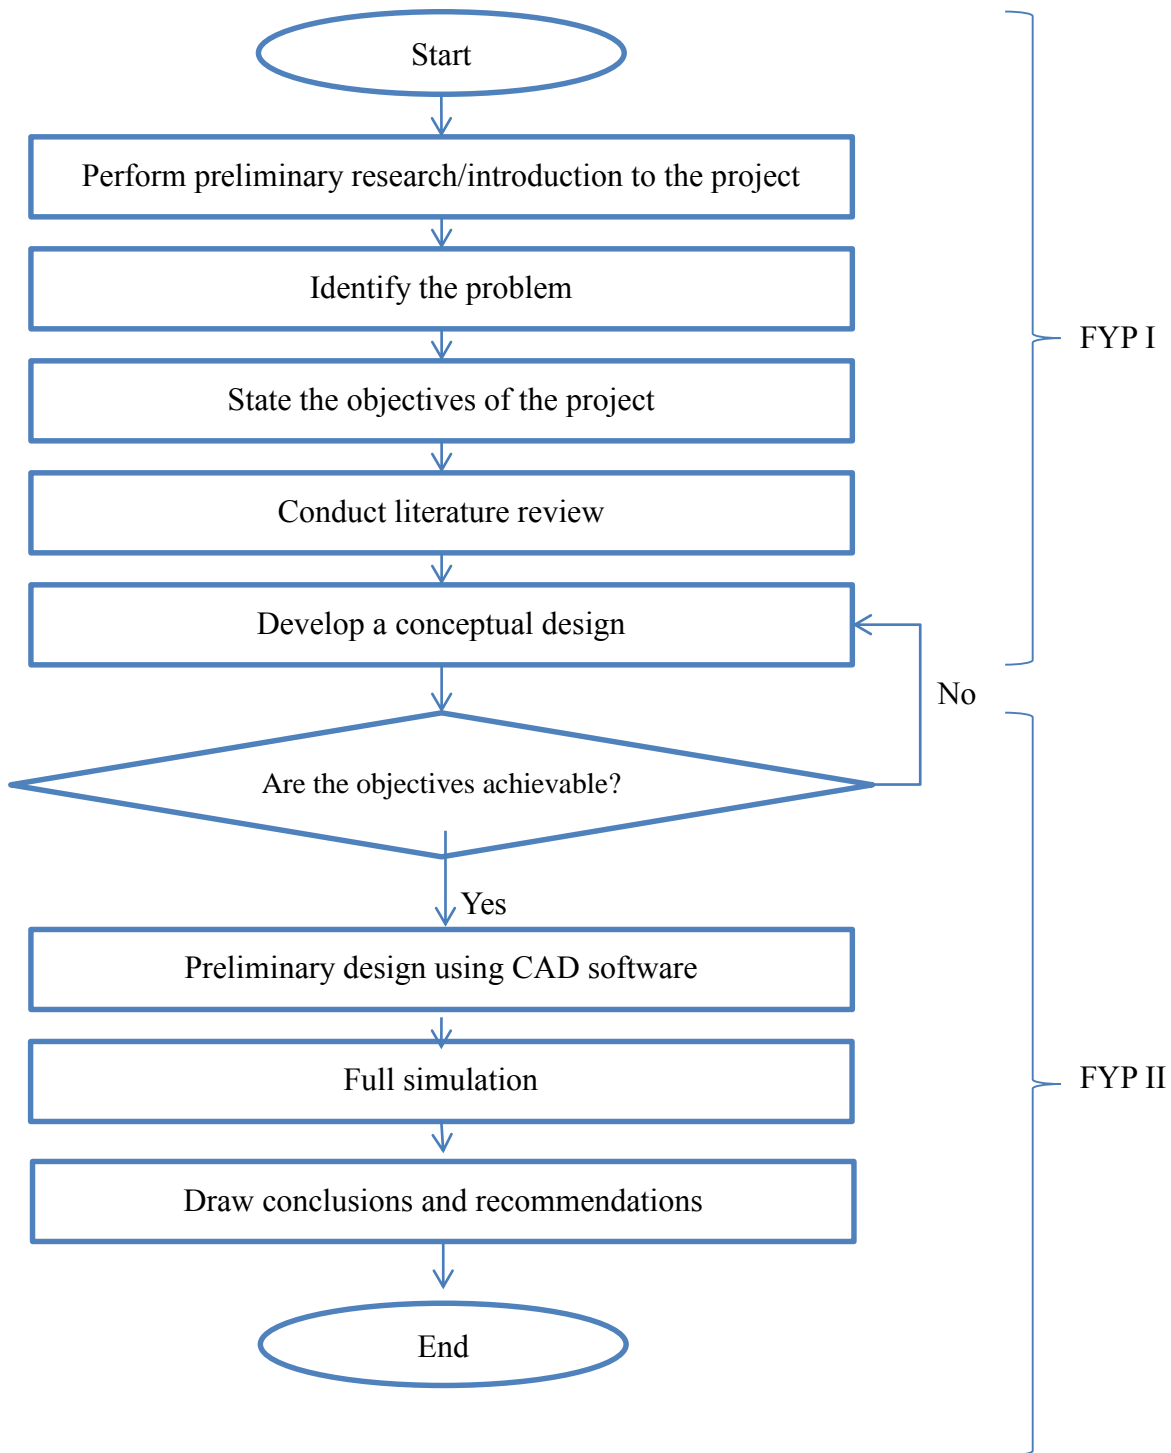 Start
Perform preliminary research/introduction to the project
Identify the problem
FYP I
State the objectives of the project
Conduct literature review
Develop a conceptual design
No
Are the objectives achievable?
Yes
Preliminary design using CAD software
Full simulation
FYP II
Draw conclusions and recommendations
End